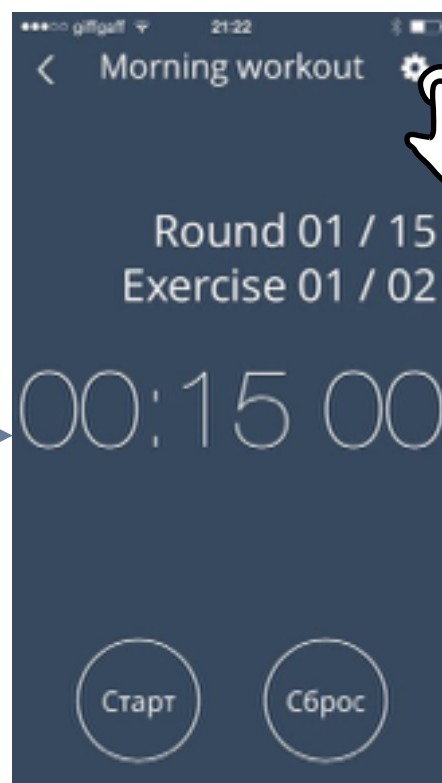 giffgaff 21:22
Morning workout
Round 01 / 15
Exercise 01 / 02
00:15 00
Старт Сброс